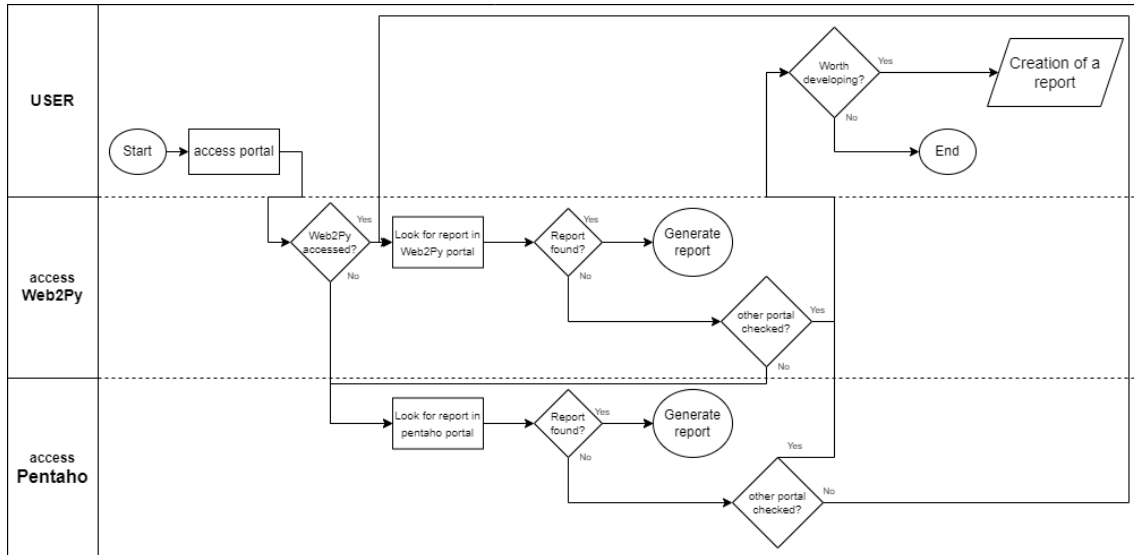 USER
Start
access portal
Worth
developing?
Yes
No
Creation of a
report
End
access
Web2Py
Web2Py
accessed?
Yes
No
Look for report in
Web2Py portal
Report
found?
Yes
No
Generate
report
other portal
checked?
Yes
No
access
Pentaho
Look for report in
pentaho portal
Report
found?
Yes
No
Generate
report
other portal
checked?
Yes
No